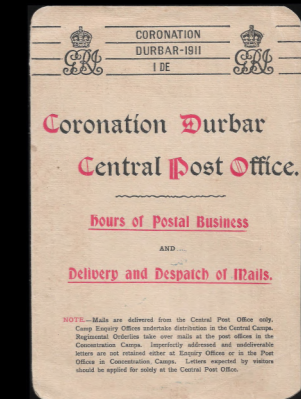 CORONATION
DURBAR-1911
1 DE
Coronation Durbar
Central Post Office.
Hours of Postal Business
AND
Delivery and Despatch of Mails.
NOTE.—Mails are delivered from the Central Post Office only.
Camp Enquiry Offices undertake distribution in the Central Camps.
Regimental Orderlies take over mails at the post offices in the
Concentration Camps. Imperfectly addressed and undeliverable
letters are not retained either at Enquiry Offices or in the Post
Offices in Concentration Camps. Letters expected by visitors
should be applied for solely at the Central Post Office.